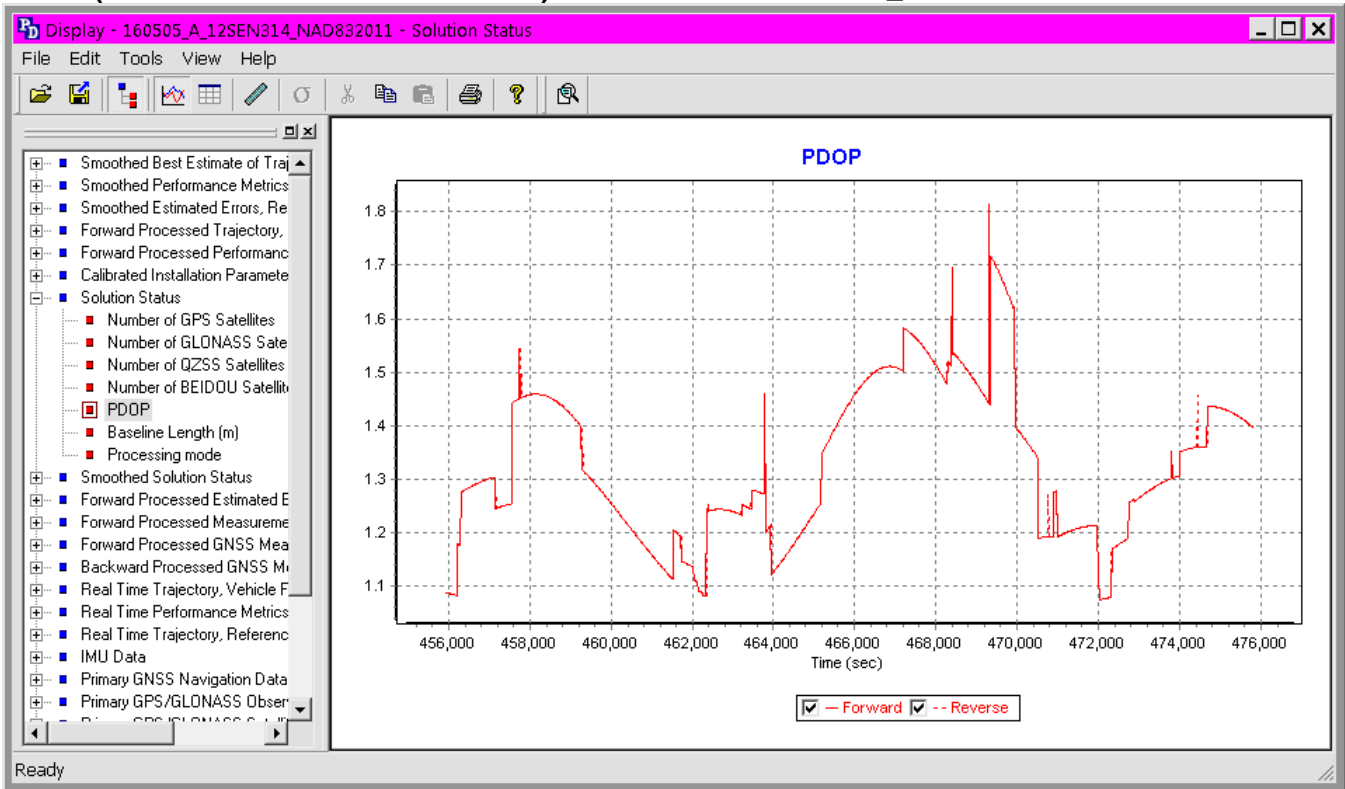 Display - 160505_A_12SEN314_NAD832011 - Solution Status
File Edit Tools View Help
Smoothed Best Estimate of Traj
Smoothed Performance Metrics
Smoothed Estimated Errors, Re
Forward Processed Trajectory,
Forward Processed Performanc
Calibrated Installation Paramete
Solution Status
Number of GPS Satellites
Number of GLONASS Sate
Number of QZSS Satellites
Number of BEIDOU Satellite
PDOP
Baseline Length (m)
Processing mode
Smoothed Solution Status
Forward Processed Estimated E
Forward Processed Measureme
Forward Processed GNSS Mea
Backward Processed GNSS M
Real Time Trajectory, Vehicle F
Real Time Performance Metrics
Real Time Trajectory, Referenc
IMU Data
Primary GNSS Navigation Data
Primary GPS/GLONASS Obser
PDOP
1.8
1.7
1.6
1.5
1.4
1.3
1.2
1.1
456,000 458,000 460,000 462,000 464,000 466,000 468,000 470,000 472,000 474,000 476,000
Time (sec)
Forward Reverse
Ready